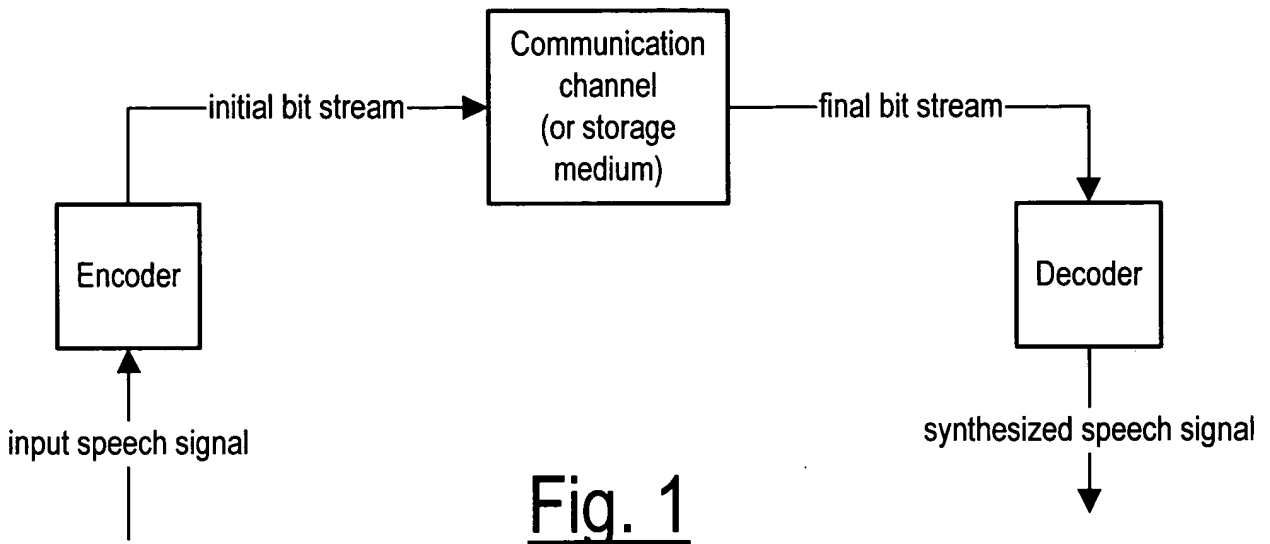 Communication
channel
(or storage
medium)
initial bit stream
final bit stream
Encoder
Decoder
input speech signal
synthesized speech signal
Fig. 1